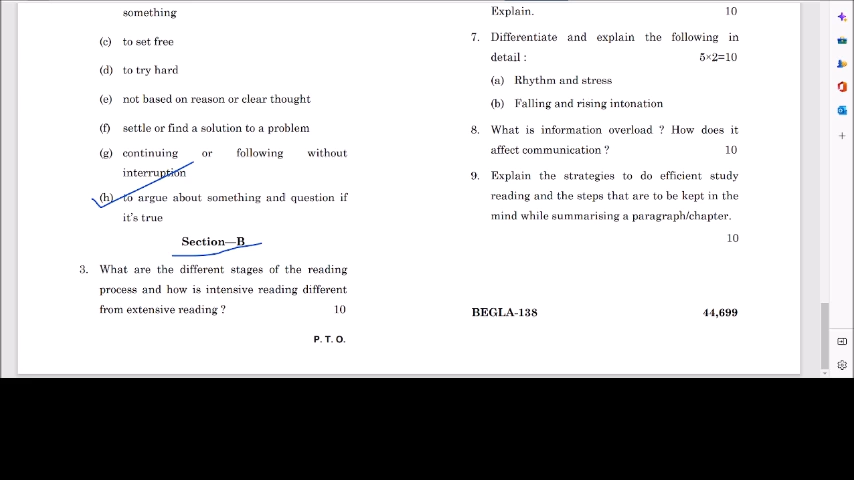 something
(c) to set free
(d) to try hard
(e) not based on reason or clear thought
(f) settle or find a solution to a problem
(g) continuing or following without
interruption
(h) to argue about something and question if
it's true
Section—B
3. What are the different stages of the reading
process and how is intensive reading different
from extensive reading ? 10
P. T. O.
Explain. 10
7. Differentiate and explain the following in
detail : 5×2=10
(a) Rhythm and stress
(b) Falling and rising intonation
8. What is information overload ? How does it
affect communication ? 10
9. Explain the strategies to do efficient study
reading and the steps that are to be kept in the
mind while summarising a paragraph/chapter.
10
BEGLA-138 44,699